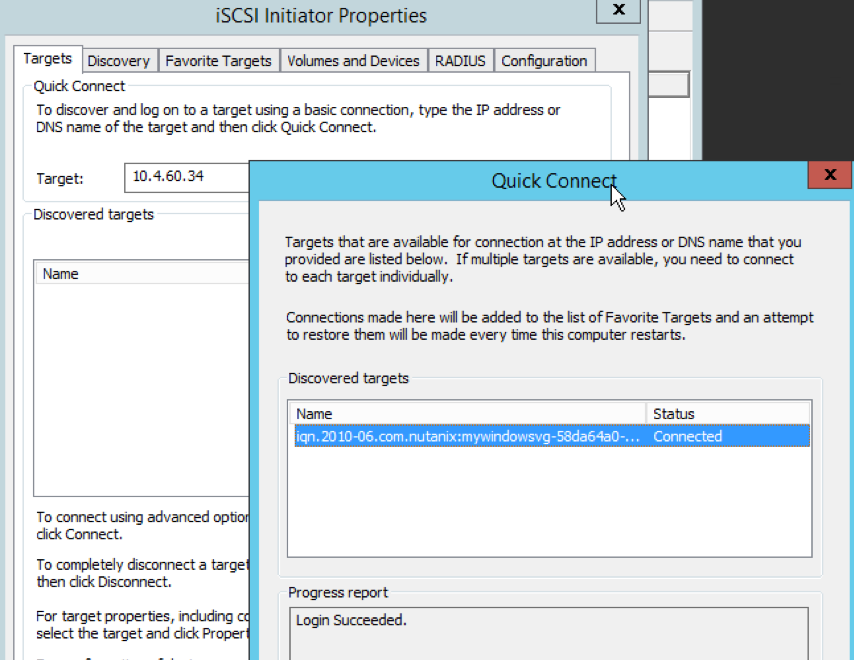 iSCSI Initiator Properties
x
Targets
Discovery
Favorite Targets
Volumes and Devices
RADIUS
Configuration
Quick Connect
To discover and log on to a target using a basic connection, type the IP address or
DNS name of the target and then click Quick Connect.
Target:
10.4.60.34
Discovered targets
Name
To connect using advanced option
click Connect.
To completely disconnect a target
then click Disconnect.
For target properties, including co
select the target and click Propert
Quick Connect
x
Targets that are available for connection at the IP address or DNS name that you
provided are listed below. If multiple targets are available, you need to connect
to each target individually.
Connections made here will be added to the list of Favorite Targets and an attempt
to restore them will be made every time this computer restarts.
Discovered targets
Name Status
iqn.2010-06.com.nutanix:mywindowsvg-58da64a0-... Connected
Progress report
Login Succeeded.